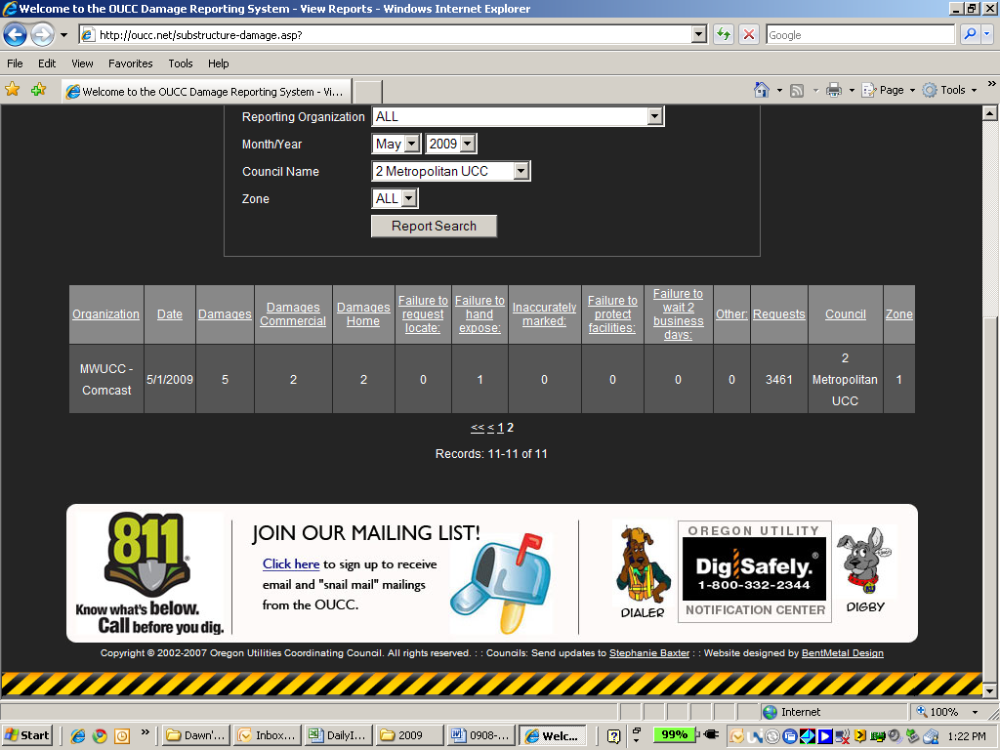 Welcome to the OUCC Damage Reporting System - View Reports - Windows Internet Explorer
http://oucc.net/substructure-damage.asp?
Google
File Edit View Favorites Tools Help
Welcome to the OUCC Damage Reporting System - Vi...
Page Tools »
Reporting Organization ALL
Month/Year May 2009
Council Name 2 Metropolitan UCC
Zone ALL
Report Search
Organization Date Damages Damages Commercial Damages Home Failure to request locate: Failure to hand expose: Inaccurately marked: Failure to protect facilities: Failure to wait 2 business days: Other: Requests Council Zone
MWUCC - Comcast 5/1/2009 5 2 2 0 1 0 0 0 0 3461 2 Metropolitan UCC 1
<< < 1 2
Records: 11-11 of 11
811
Know what's below.
Call before you dig.
JOIN OUR MAILING LIST!
Click here to sign up to receive
email and "snail mail" mailings
from the OUCC.
DIALER
OREGON UTILITY
Dig Safely.®
1-800-332-2344
NOTIFICATION CENTER
DIGBY
Copyright © 2002-2007 Oregon Utilities Coordinating Council. All rights reserved. : : Councils: Send updates to Stephanie Baxter : : Website designed by BentMetal Design
Internet 100%
Start » Dawn'... Inbox... DailyI... 2009 0908-... Welc... 99% 1:22 PM